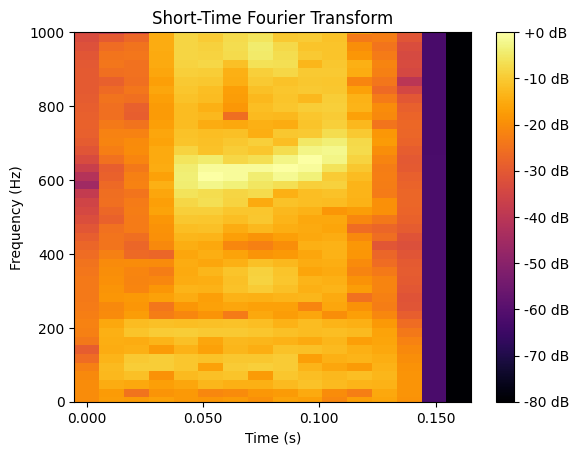 Short-Time Fourier Transform
Frequency (Hz)
1000
800
600
400
200
0
0.000
0.050
0.100
0.150
Time (s)
+0 dB
-10 dB
-20 dB
-30 dB
-40 dB
-50 dB
-60 dB
-70 dB
-80 dB